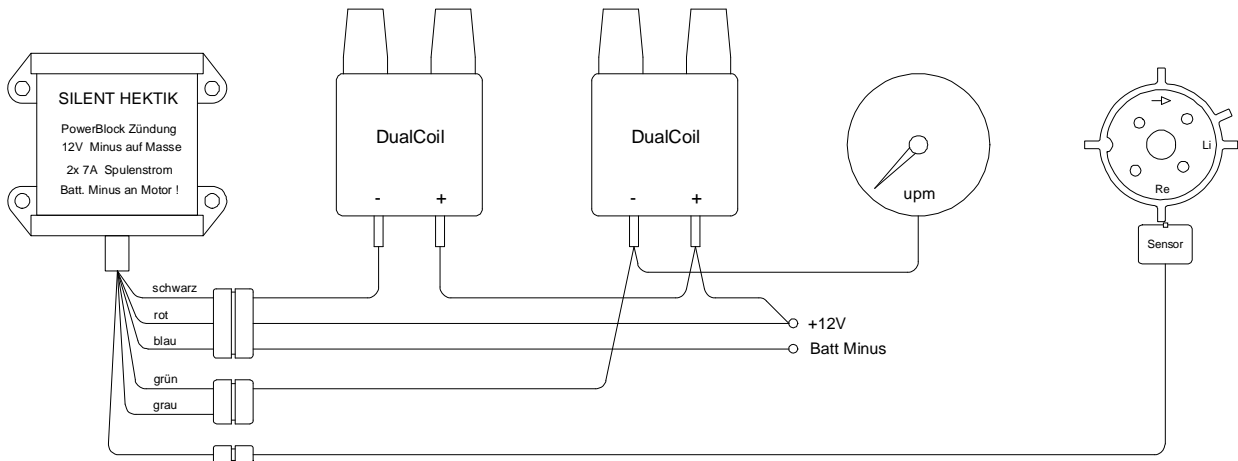 SILENT HEKTIK
PowerBlock Zündung
12V Minus auf Masse
2x 7A Spulenstrom
Batt. Minus an Motor !
DualCoil
- +
DualCoil
- +
upm
Li
Re
Sensor
schwarz
rot
blau
grün
grau
+12V
Batt Minus